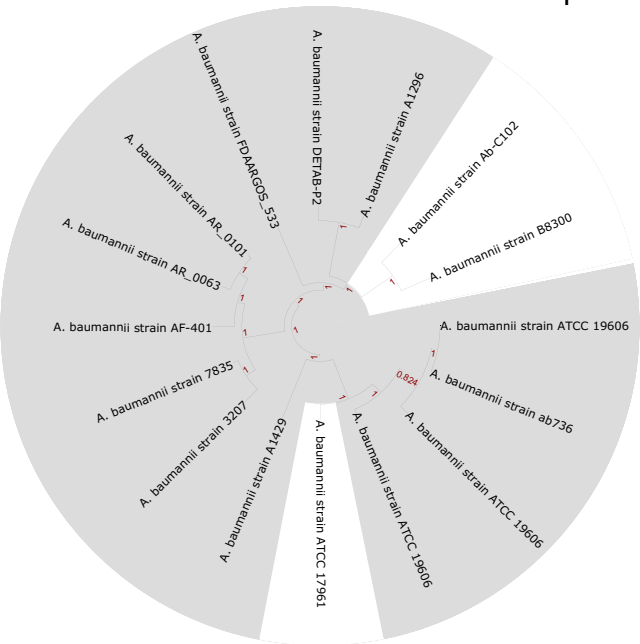 A. baumannii strain FDAARGOS_533
A. baumannii strain DETAB-P2
A. baumannii strain A1296
A. baumannii strain Ab-C102
A. baumannii strain B8300
A. baumannii strain ATCC 19606
A. baumannii strain ab736
A. baumannii strain ATCC 19606
A. baumannii strain ATCC 19606
A. baumannii strain ATCC 17961
A. baumannii strain A1429
A. baumannii strain 3207
A. baumannii strain 7835
A. baumannii strain AF-401
A. baumannii strain AR_0063
A. baumannii strain AR_0101
1
1
1
1
1
1
1
1
1
1
1
1
1
0.824
1